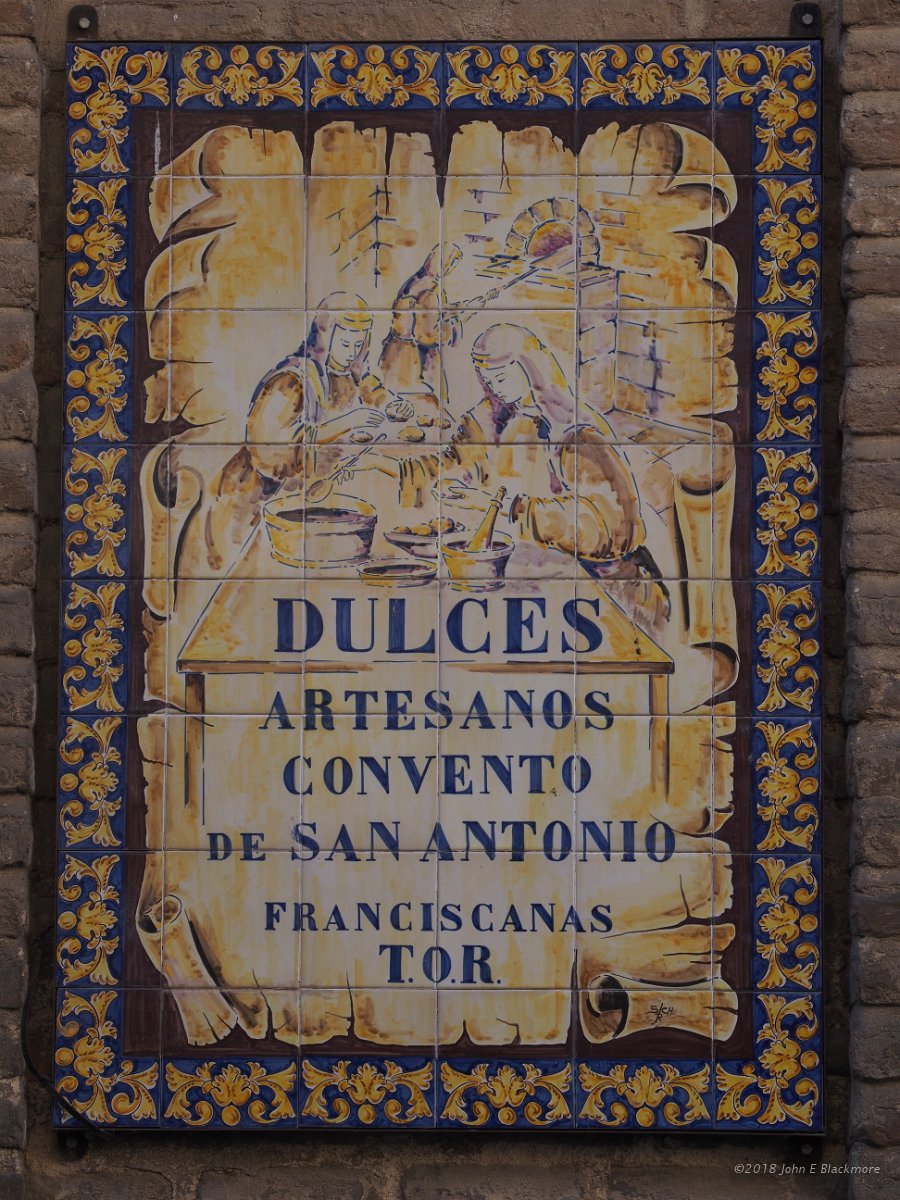 DULCES
ARTESANOS
CONVENTO
DE SAN ANTONIO
FRANCISCANAS
T.O.R.
©2018 John E Blackmore